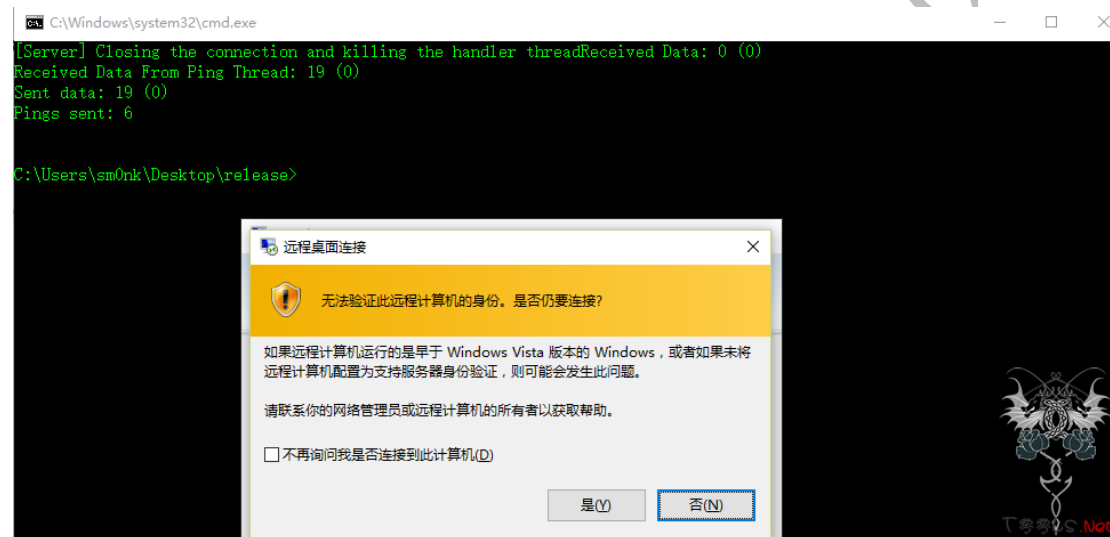 C:\Windows\system32\cmd.exe
[Server] Closing the connection and killing the handler threadReceived Data: 0 (0)
Received Data From Ping Thread: 19 (0)
Sent data: 19 (0)
Pings sent: 6
C:\Users\sm0nk\Desktop\release>
远程桌面连接
无法验证此远程计算机的身份。是否仍要连接?
如果远程计算机运行的是早于 Windows Vista 版本的 Windows，或者如果未将
远程计算机配置为支持服务器身份验证，则可能会发生此问题。
请联系你的网络管理员或远程计算机的所有者以获取帮助。
不再询问我是否连接到此计算机(D)
是(Y)
否(N)